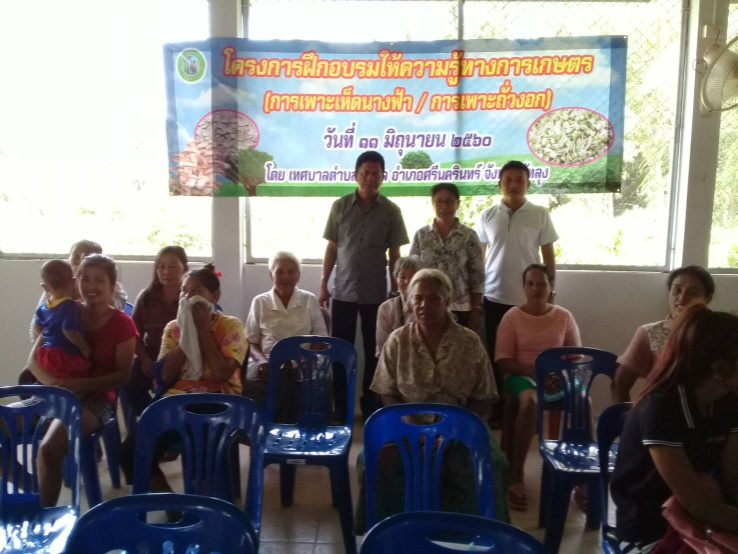 โครงการฝึกอบรมให้ความรู้ทางการเกษตร
(การเพาะเห็ดนางฟ้า / การเพาะถั่วงอก)
วันที่ ๑๑ มิถุนายน ๒๕๖๐
โดย เทศบาลตำบล อำเภอศรีนครินทร์